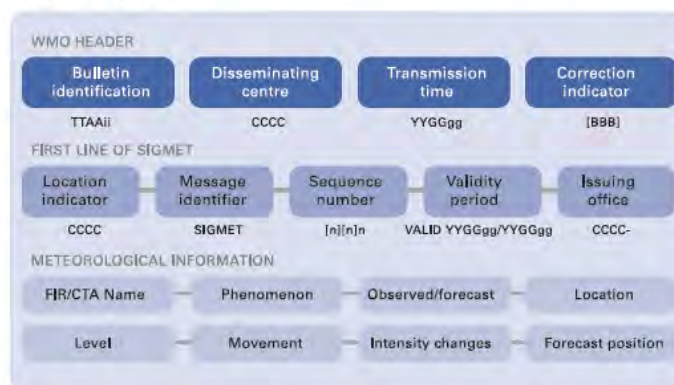 WMO HEADER
Bulletin identification
Disseminating centre
Transmission time
Correction indicator
TTAAii
CCCC
YYGGgg
[BBB]
FIRST LINE OF SIGMET
Location indicator
Message identifier
Sequence number
Validity period
Issuing office
CCCC
SIGMET
[n][n]n
VALID YYGGgg/YYGGgg
CCCC-
METEOROLOGICAL INFORMATION
FIR/CTA Name
Phenomenon
Observed/forecast
Location
Level
Movement
Intensity changes
Forecast position